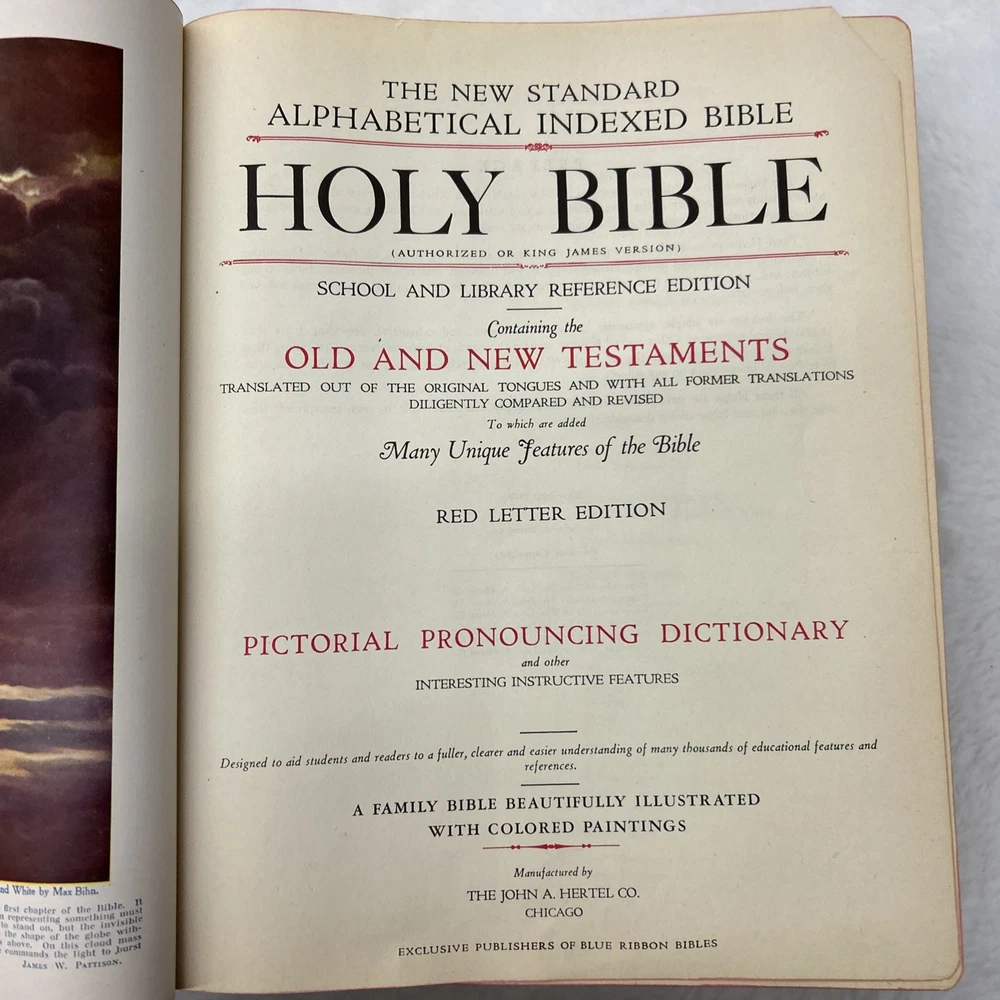 nd White by Max Bihn.
first chapter of the Bible. It
representing something must
to stand on, but the invisible
the shape of the globe with-
above. On this cloud mass
commands the light to burst
JAMES W. PATTISON.
THE NEW STANDARD
ALPHABETICAL INDEXED BIBLE
HOLY BIBLE
(AUTHORIZED OR KING JAMES VERSION)
SCHOOL AND LIBRARY REFERENCE EDITION
Containing the
OLD AND NEW TESTAMENTS
TRANSLATED OUT OF THE ORIGINAL TONGUES AND WITH ALL FORMER TRANSLATIONS
DILIGENTLY COMPARED AND REVISED
To which are added
Many Unique Features of the Bible
RED LETTER EDITION
PICTORIAL PRONOUNCING DICTIONARY
and other
INTERESTING INSTRUCTIVE FEATURES
Designed to aid students and readers to a fuller, clearer and easier understanding of many thousands of educational features and
references.
A FAMILY BIBLE BEAUTIFULLY ILLUSTRATED
WITH COLORED PAINTINGS
Manufactured by
THE JOHN A. HERTEL CO.
CHICAGO
EXCLUSIVE PUBLISHERS OF BLUE RIBBON BIBLES